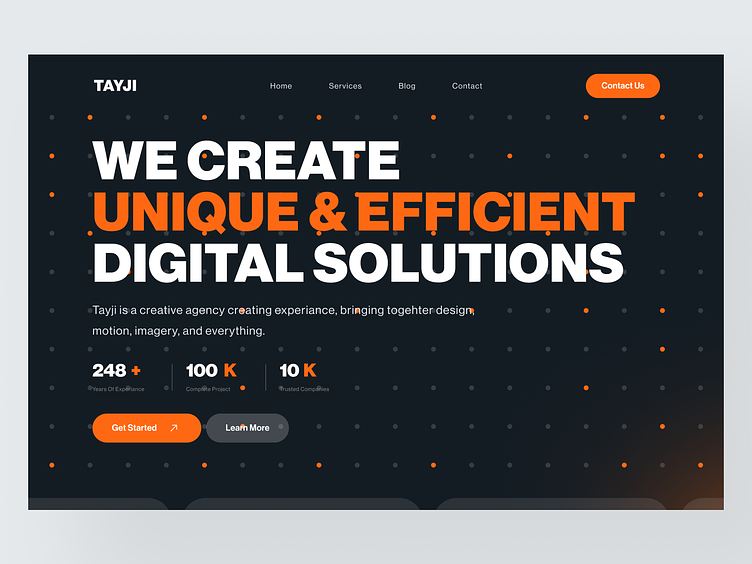 TAYJI
Home Services Blog Contact
Contact Us
WE CREATE
UNIQUE & EFFICIENT
DIGITAL SOLUTIONS
Tayji is a creative agency creating experiance, bringing togehter design,
motion, imagery, and everything.
248 + 100 K 10 K
Years Of Experiance Complete Project Trusted Companies
Get Started Learn More